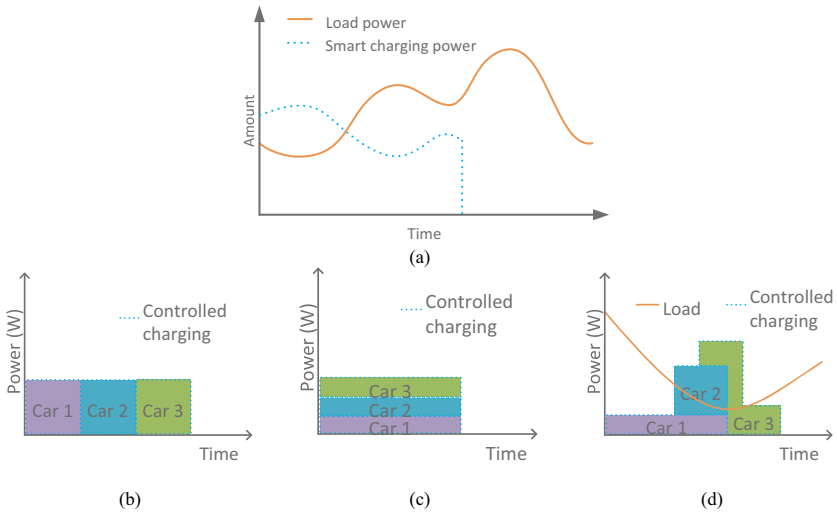 Load power
Smart charging power
Amount
Time
(a)
Power (W)
Controlled
charging
Car 1
Car 2
Car 3
Time
(b)
Power (W)
Controlled
charging
Car 3
Car 2
Car 1
Time
(c)
Power (W)
Load
Controlled
charging
Car 2
Car 1
Car 3
Time
(d)